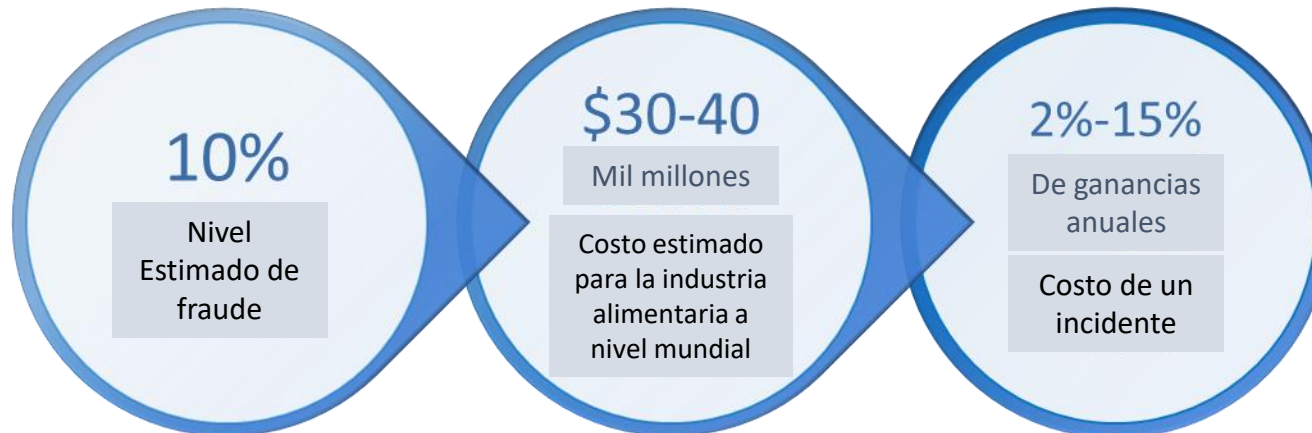 10%
Nivel
Estimado de
fraude
$30-40
Mil millones
Costo estimado
para la industria
alimentaria a
nivel mundial
2%-15%
De ganancias
anuales
Costo de un
incidente